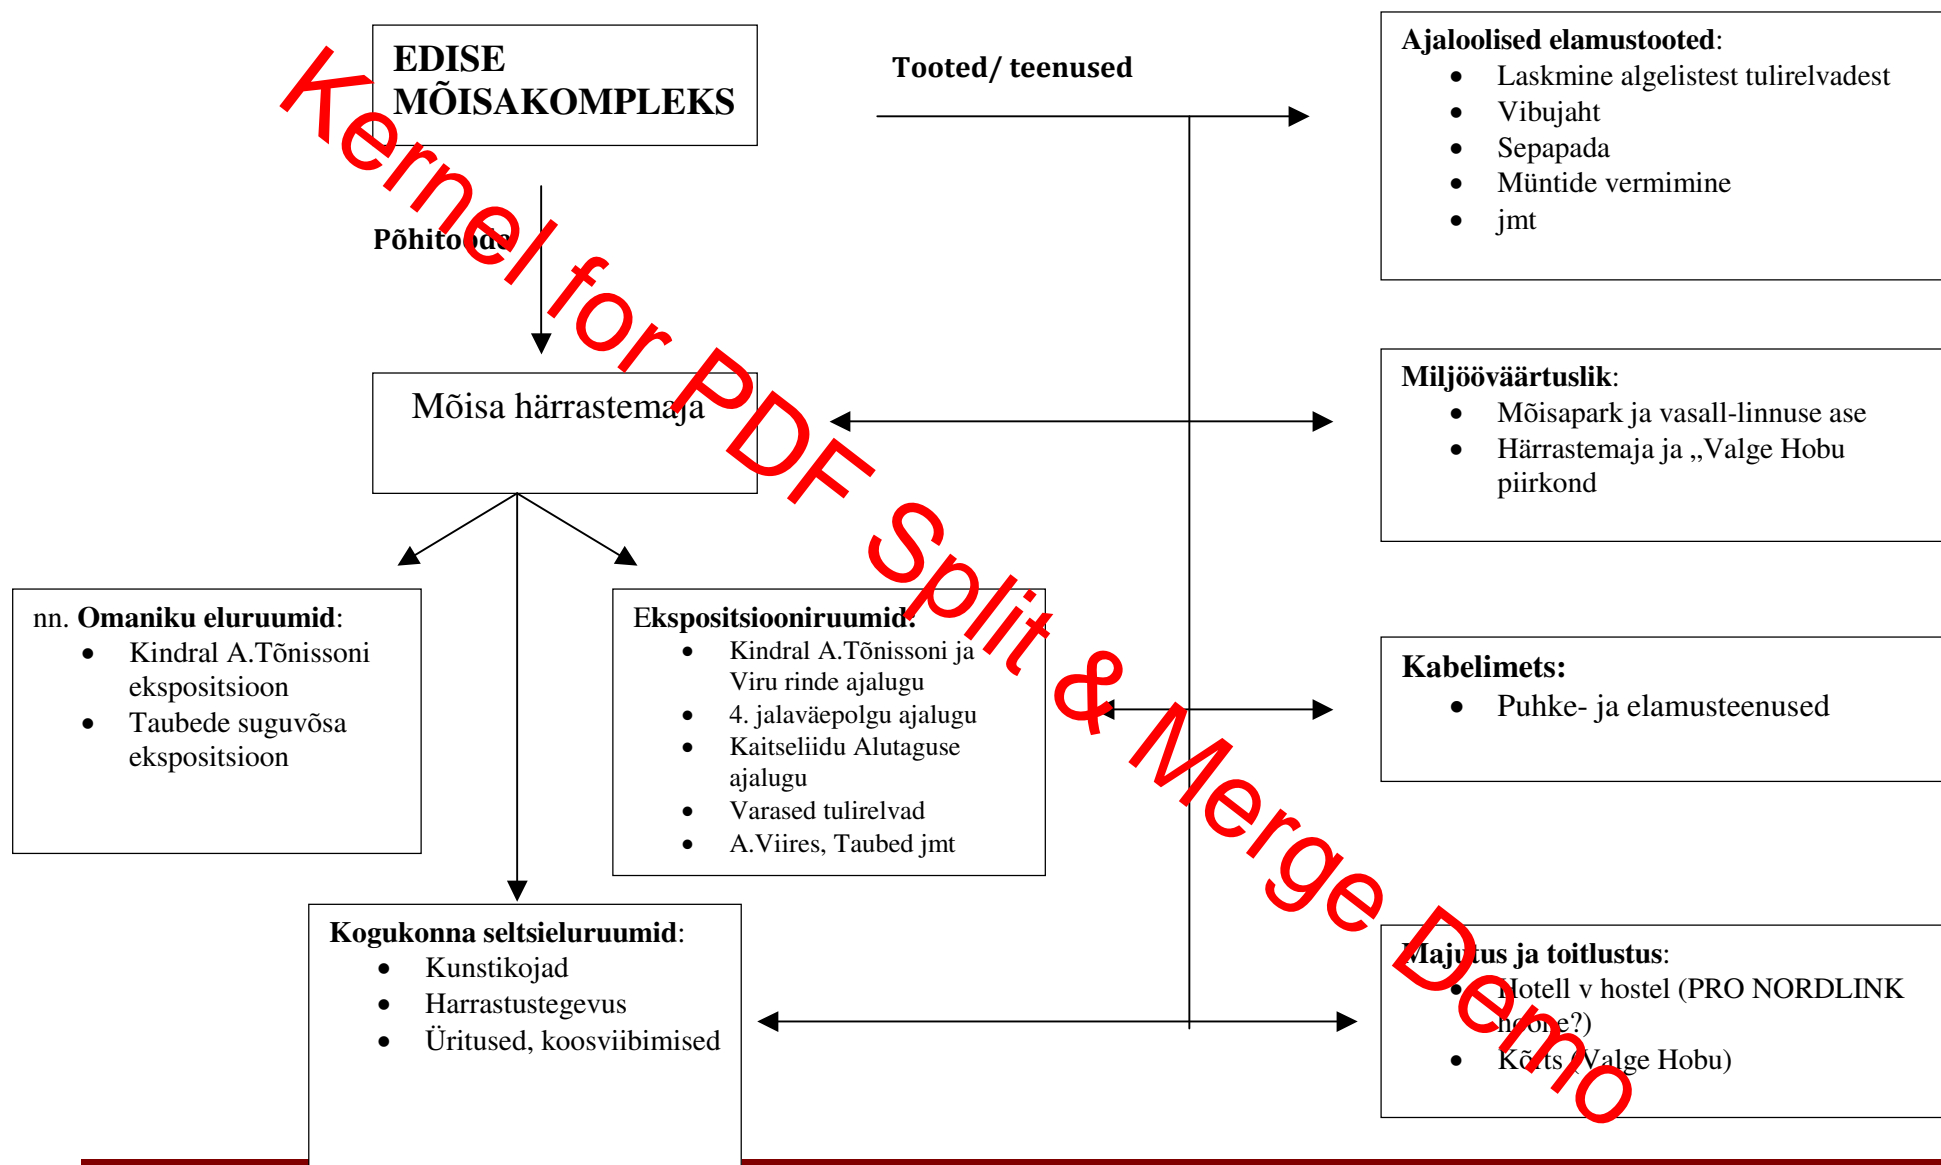 EDISE
MÕISAKOMPLEKS
Tooted/ teenused
Põhitoode
Mõisa härrastemaja
nn. Omaniku eluruumid:
• Kindral A.Tõnissoni
ekspositsioon
• Taubede suguvõsa
ekspositsioon
Ekspositsiooniruumid:
• Kindral A.Tõnissoni ja
Viru rinde ajalugu
• 4. jalaväepolgu ajalugu
• Kaitseliidu Alutaguse
ajalugu
• Varased tulirelvad
• A.Viires, Taubed jmt
Kogukonna seltsieluruumid:
• Kunstikojad
• Harrastustegevus
• Üritused, koosviibimised
Ajaloolised elamustooted:
• Laskmine algelistest tulirelvadest
• Vibujaht
• Sepapada
• Müntide vermimine
• jmt
Miljööväärtuslik:
• Mõisapark ja vasall-linnuse ase
• Härrastemaja ja „Valge Hobu
piirkond
Kabelimets:
• Puhke- ja elamusteenused
Majutus ja toitlustus:
• Hotell v hostel (PRO NORDLINK
hoone?)
• Kõrts (Valge Hobu)
Kernel for PDF Split & Merge Demo